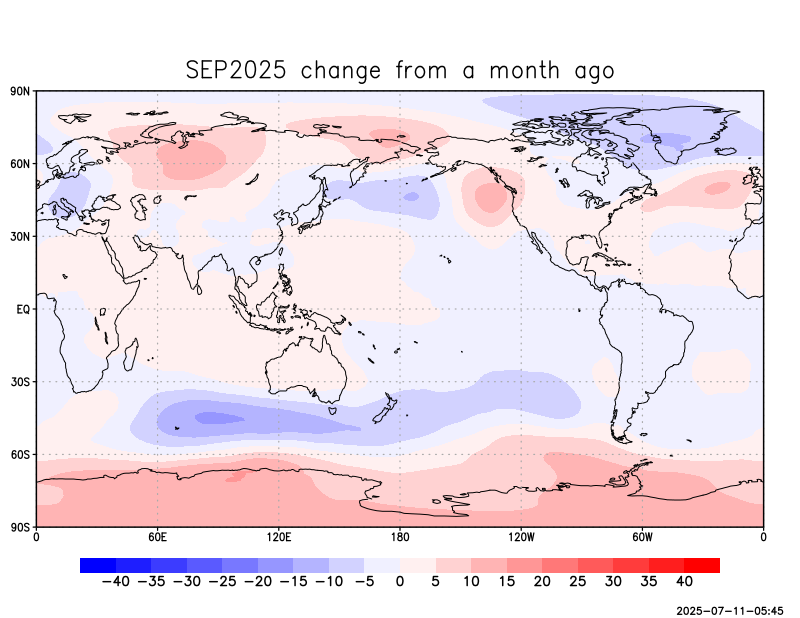 SEP2025 change from a month ago
90N
60N
30N
EQ
30S
60S
90S
0 60E 120E 180 120W 60W 0
−40 −35 −30 −25 −20 −15 −10 −5 0 5 10 15 20 25 30 35 40
2025-07-11-05:45